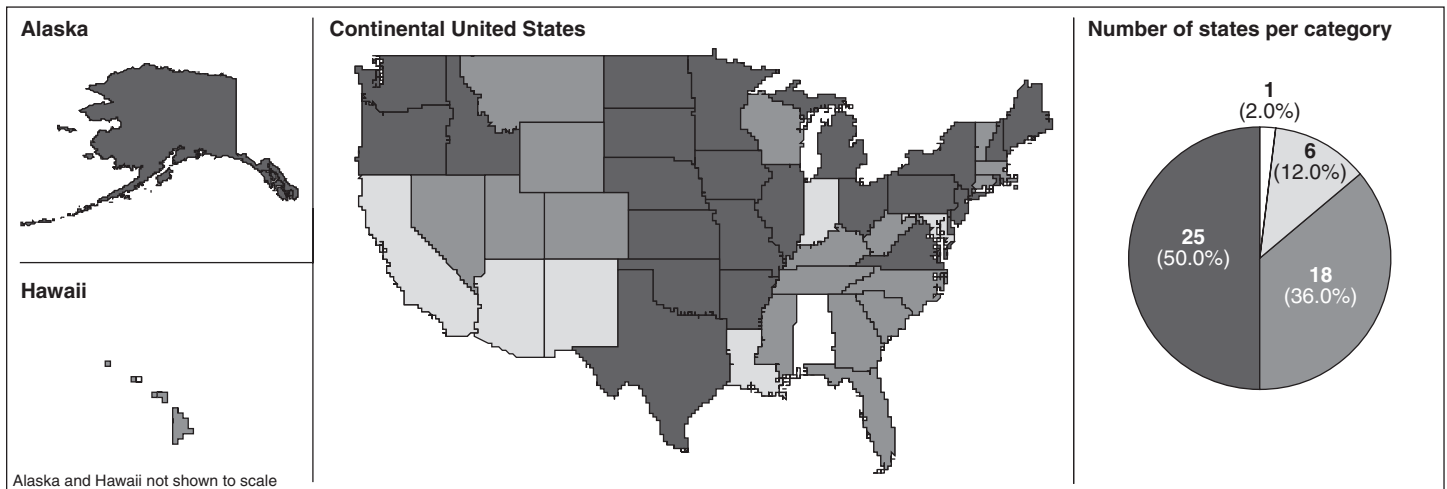 Alaska
Continental United States
Number of states per category
1
(2.0%)
6
(12.0%)
25
(50.0%)
18
(36.0%)
Hawaii
Alaska and Hawaii not shown to scale